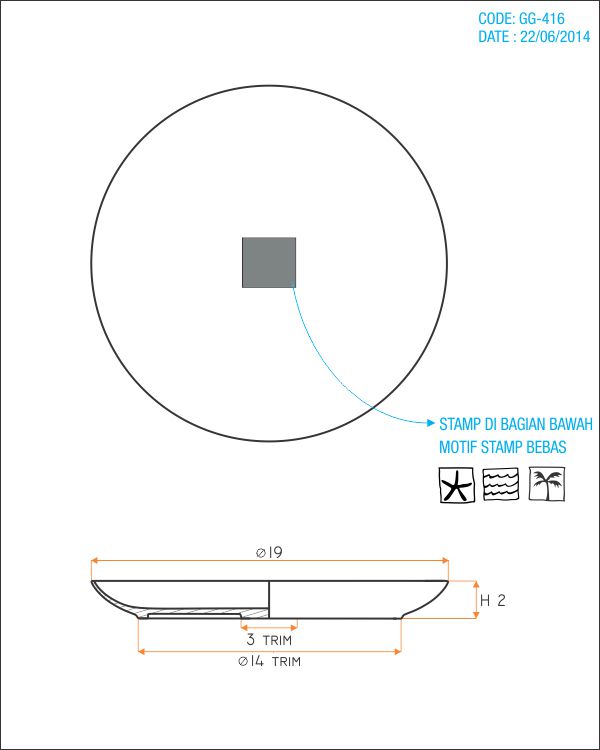 CODE: GG-416
DATE : 22/06/2014
STAMP DI BAGIAN BAWAH
MOTIF STAMP BEBAS
⌀19
H 2
3 TRIM
⌀14 TRIM